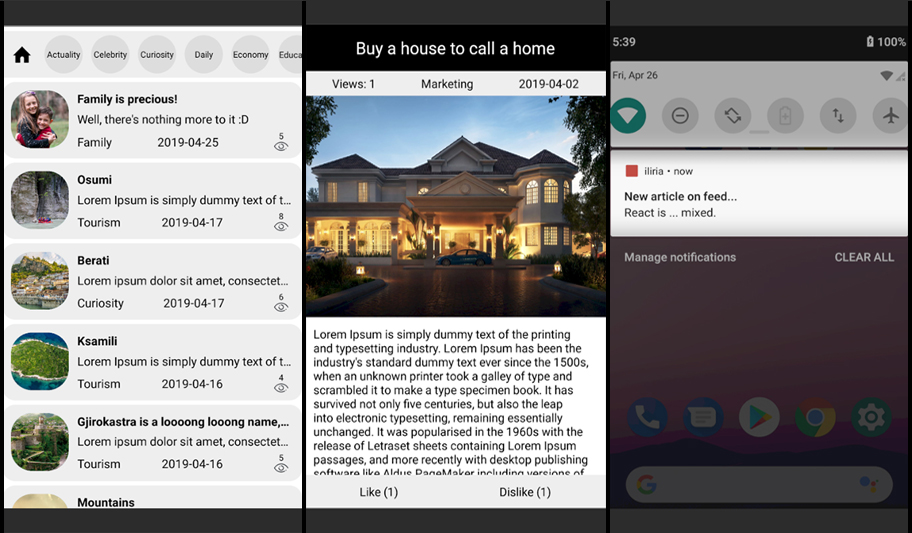 Actuality
Celebrity
Curiosity
Daily
Economy
Educa
Family is precious!
Well, there's nothing more to it :D
Family 2019-04-25 5
Osumi
Lorem Ipsum is simply dummy text of t...
Tourism 2019-04-17 8
Berati
Lorem ipsum dolor sit amet, consectet...
Curiosity 2019-04-17 6
Ksamili
Lorem Ipsum is simply dummy text of t...
Tourism 2019-04-16 4
Gjirokastra is a loooong looong name,...
Lorem ipsum dolor sit amet, consectet...
Tourism 2019-04-16 5
Mountains
Buy a house to call a home
Views: 1 Marketing 2019-04-02
Lorem Ipsum is simply dummy text of the printing
and typesetting industry. Lorem Ipsum has been the
industry's standard dummy text ever since the 1500s,
when an unknown printer took a galley of type and
scrambled it to make a type specimen book. It has
survived not only five centuries, but also the leap
into electronic typesetting, remaining essentially
unchanged. It was popularised in the 1960s with the
release of Letraset sheets containing Lorem Ipsum
passages, and more recently with desktop publishing
software like Aldus PageMaker including versions of
Like (1) Dislike (1)
5:39 100%
Fri, Apr 26
iliria • now
New article on feed...
React is ... mixed.
Manage notifications CLEAR ALL